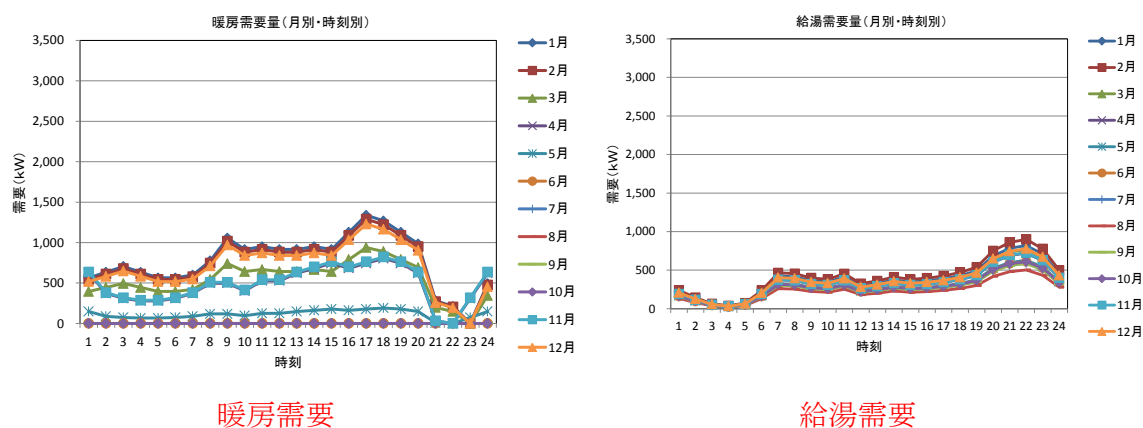 暖房需要量(月別・時刻別)
3,500
3,000
2,500
2,000
1,500
1,000
500
0
需要(kW)
1 2 3 4 5 6 7 8 9 10 11 12 13 14 15 16 17 18 19 20 21 22 23 24
時刻
1月
2月
3月
4月
5月
6月
7月
8月
9月
10月
11月
12月
暖房需要
給湯需要量(月別・時刻別)
3,500
3,000
2,500
2,000
1,500
1,000
500
0
需要(kW)
1 2 3 4 5 6 7 8 9 10 11 12 13 14 15 16 17 18 19 20 21 22 23 24
時刻
1月
2月
3月
4月
5月
6月
7月
8月
9月
10月
11月
12月
給湯需要